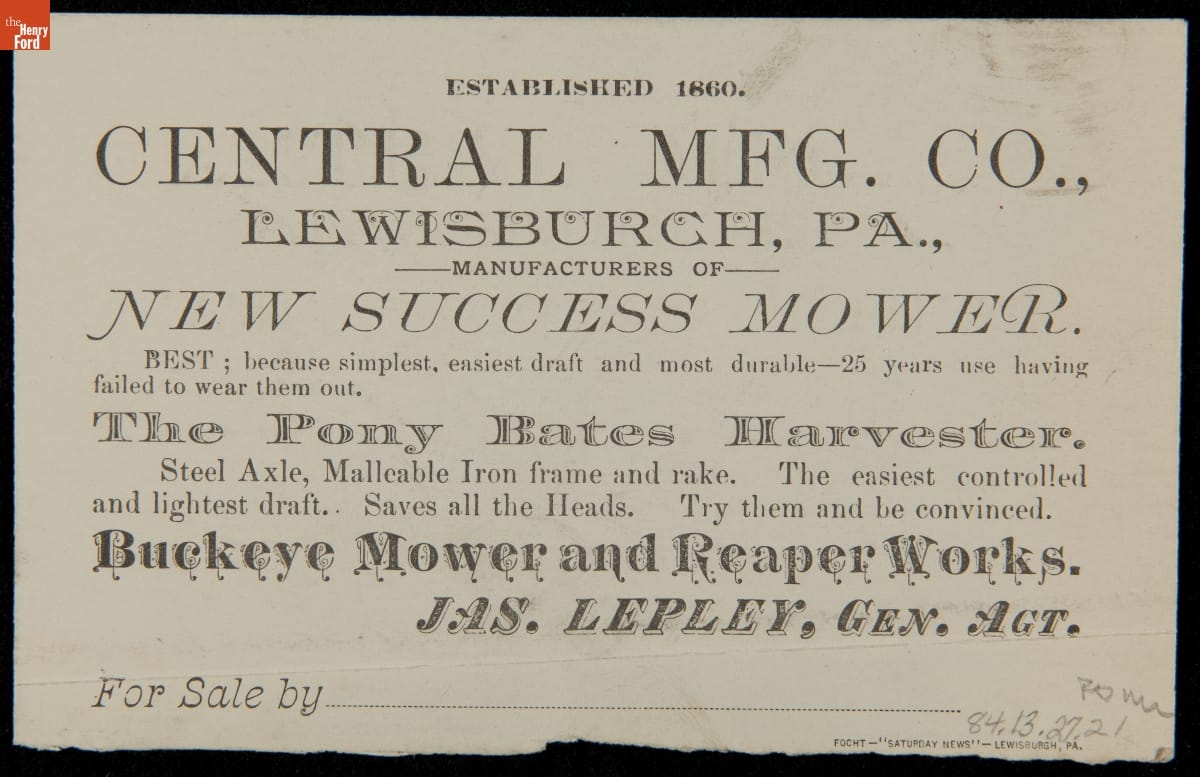 the
Henry
Ford
ESTABLISHED 1860.
CENTRAL MFG. CO.,
LEWISBURGH, PA.,
MANUFACTURERS OF
NEW SUCCESS MOWER.
BEST ; because simplest, easiest draft and most durable—25 years use having
failed to wear them out.
The Pony Bates Harvester.
Steel Axle, Malleable Iron frame and rake. The easiest controlled
and lightest draft.. Saves all the Heads. Try them and be convinced.
Buckeye Mower and Reaper Works.
JAS. LEPLEY, GEN. AGT.
For Sale by
84.13.27.21
FOCHT—"SATURDAY NEWS"—LEWISBURGH, PA.